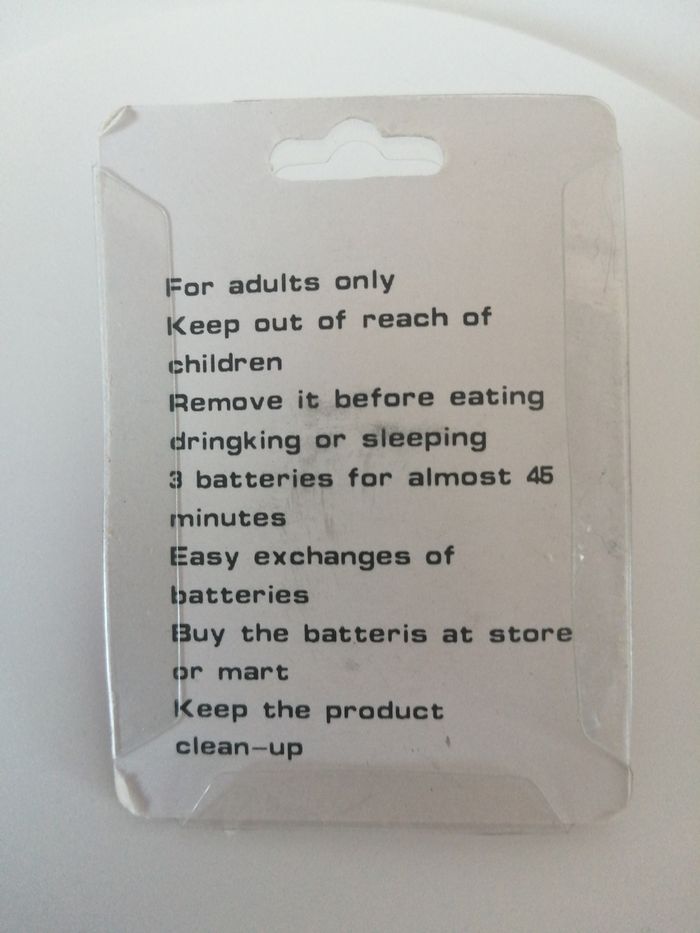 For adults only
Keep out of reach of
children
Remove it before eating
dringking or sleeping
3 batteries for almost 45
minutes
Easy exchanges of
batteries
Buy the batteris at store
or mart
Keep the product
clean-up